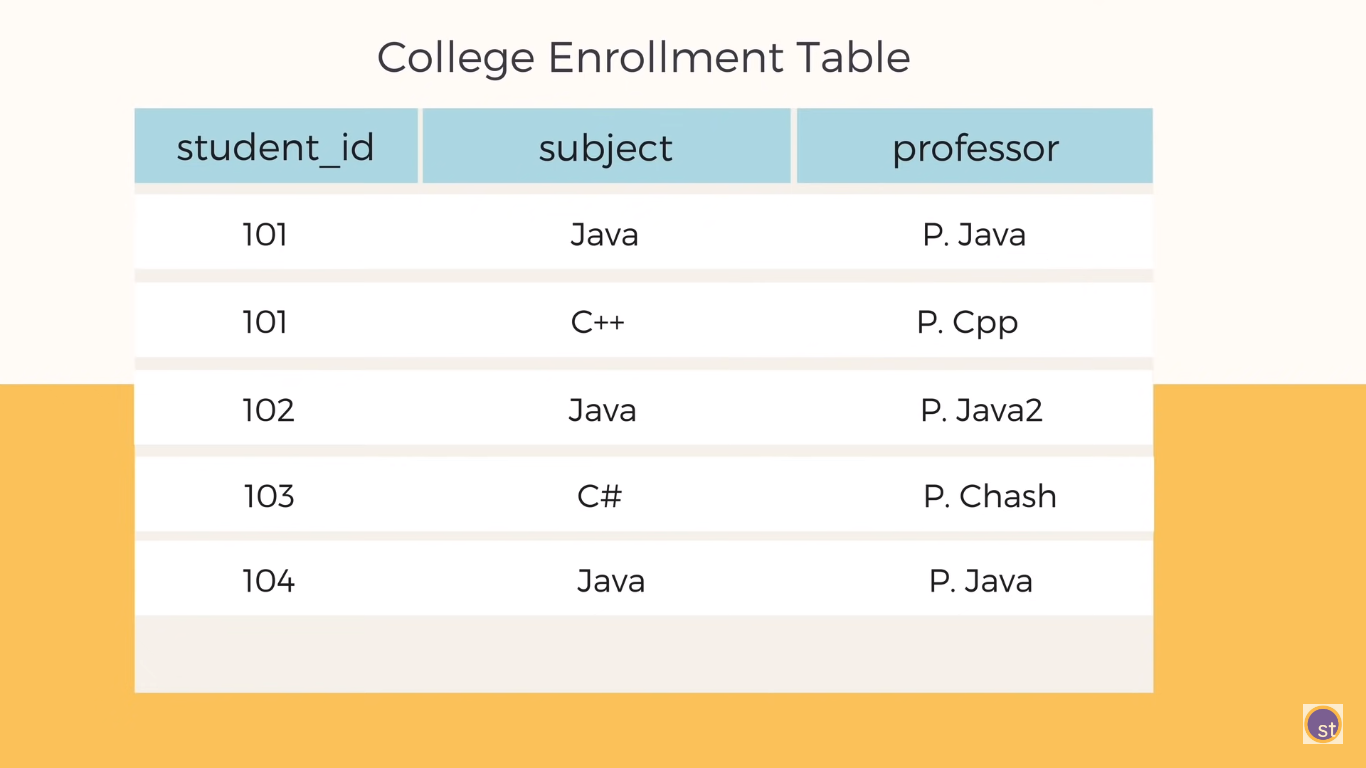 College Enrollment Table
student_id subject professor
101 Java P. Java
101 C++ P. Cpp
102 Java P. Java2
103 C# P. Chash
104 Java P. Java
st